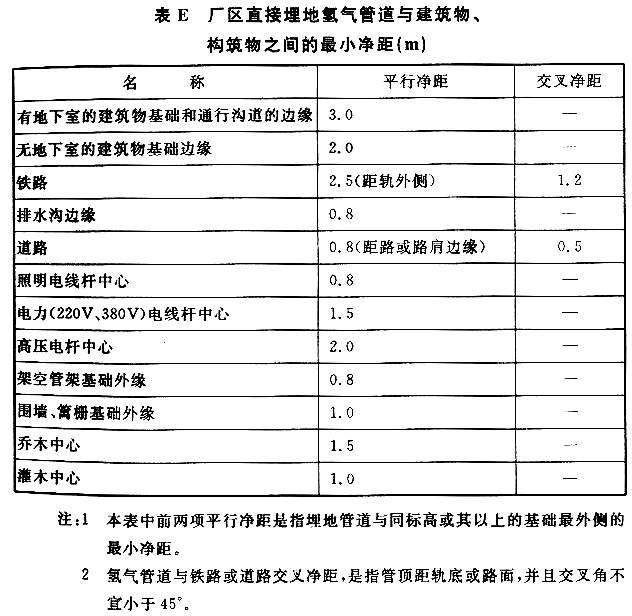 表 E 厂区直接埋地氢气管道与建筑物、
构筑物之间的最小净距(m)
名 称 平行净距 交叉净距
有地下室的建筑物基础和通行沟道的边缘 3.0 —
无地下室的建筑物基础边缘 2.0 —
铁路 2.5(距轨外侧) 1.2
排水沟边缘 0.8 —
道路 0.8(距路或路肩边缘) 0.5
照明电线杆中心 0.8 —
电力(220V、380V)电线杆中心 1.5 —
高压电杆中心 2.0 —
架空管架基础外缘 0.8 —
围墙、篱栅基础外缘 1.0 —
乔木中心 1.5 —
灌木中心 1.0 —
注:1 本表中前两项平行净距是指埋地管道与同标高或其以上的基础最外侧的
最小净距。
2 氢气管道与铁路或道路交叉净距,是指管顶距轨底或路面,并且交叉角不
宜小于45°。